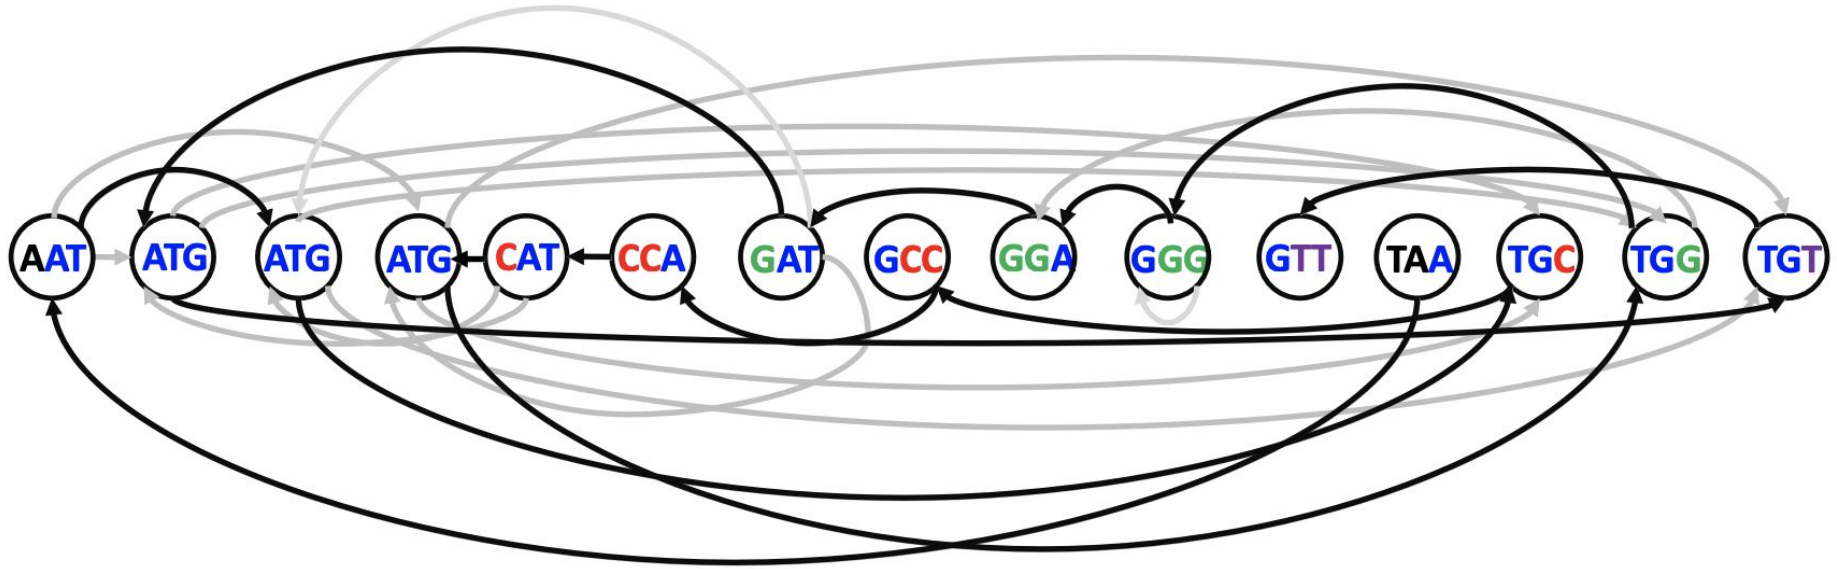 AAT ATG ATG ATG CAT CCA GAT GCC GGA GGG GTT TAA TGC TGG TGT